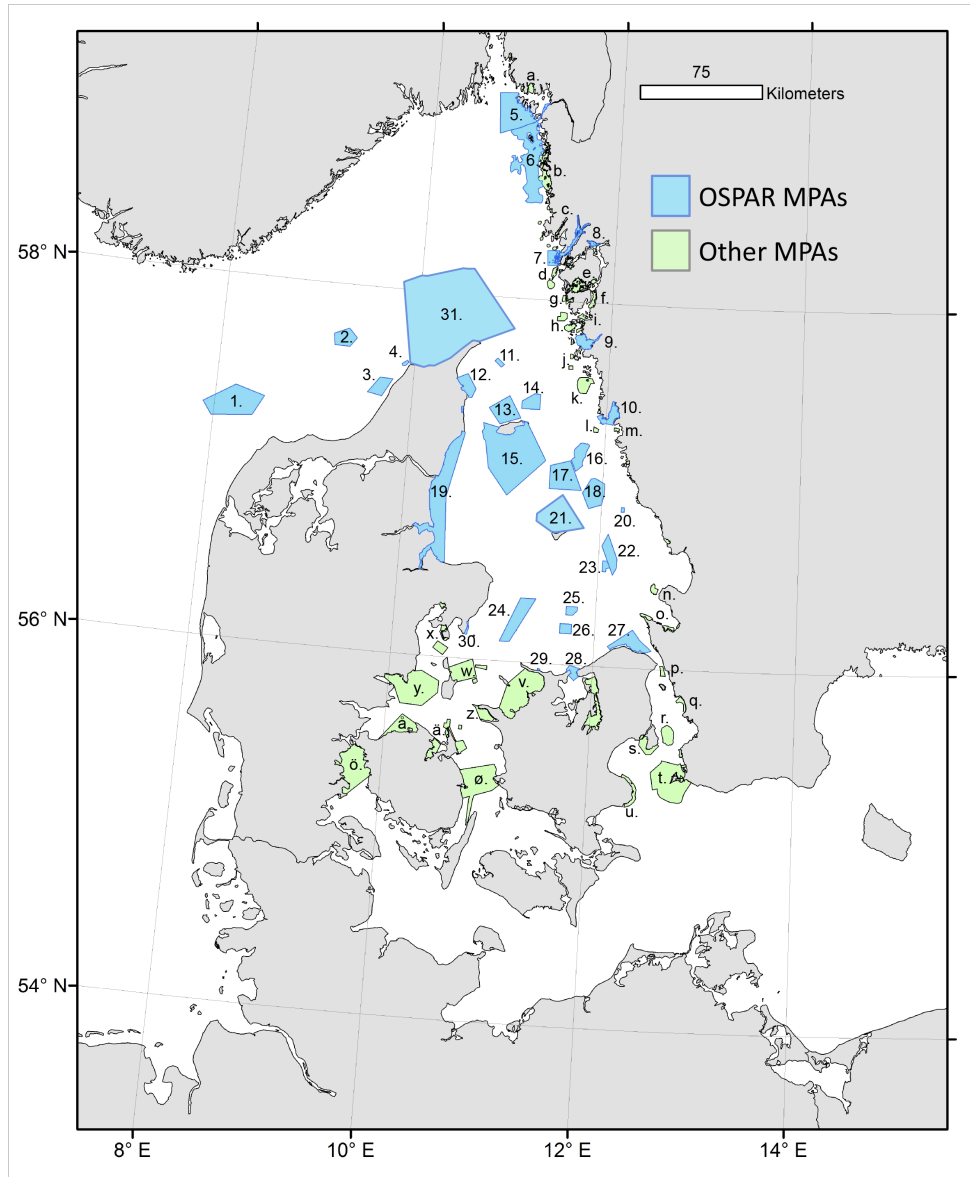 a.
75
Kilometers
5.
6.
b.
OSPAR MPAs
c.
8.
58° N
7.
Other MPAs
d.
e.
g.
f.
31.
h.
i.
2.
9.
4.
11.
j.
3.
12.
14.
k.
1.
13.
10.
l.
m.
15.
16.
17.
19.
18.
21.
20.
22.
23.
n.
25.
24.
o.
56° N
26.
27.
x.
30.
29.
28.
w.
p.
y.
v.
q.
z.
r.
å.
ä.
s.
ö.
ø.
t.
u.
54° N
8° E
10° E
12° E
14° E